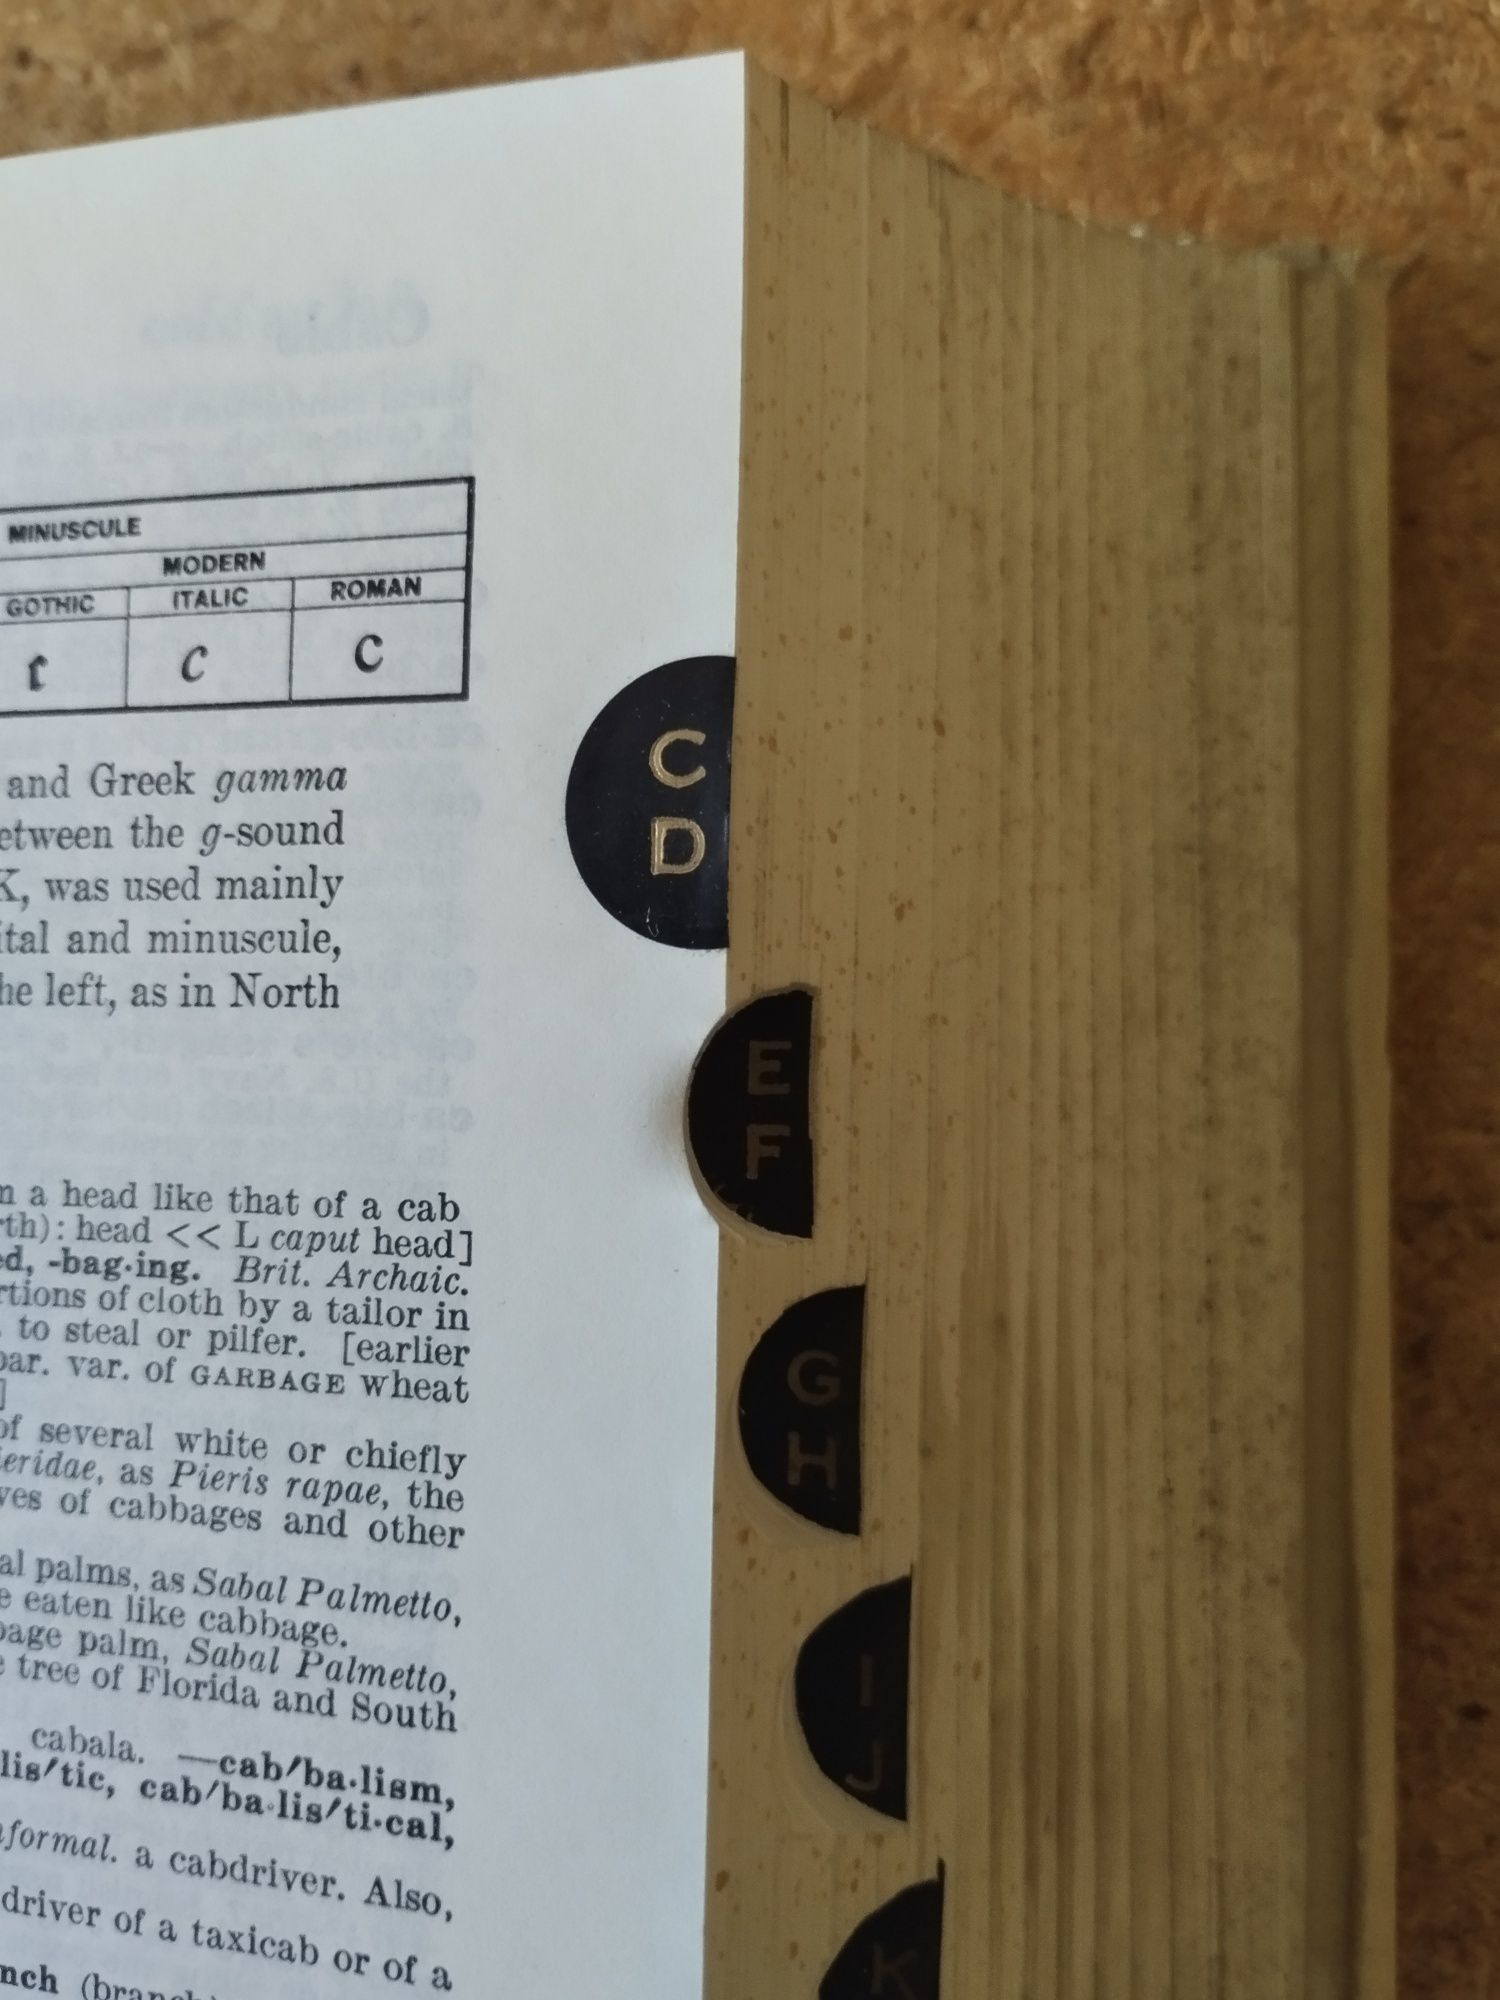 MINUSCULE
MODERN
GOTHIC ITALIC ROMAN
c c c
and Greek gamma
etween the g-sound
K, was used mainly
ital and minuscule,
he left, as in North
n a head like that of a cab
rth): head << L caput head]
ed, -bag·ing. Brit. Archaic.
rtions of cloth by a tailor in
to steal or pilfer. [earlier
par. var. of GARBAGE wheat
]
of several white or chiefly
ieridae, as Pieris rapae, the
ves of cabbages and other
al palms, as Sabal Palmetto,
e eaten like cabbage.
bage palm, Sabal Palmetto,
e tree of Florida and South
cabala. —cab′ba·lism,
lis′tic, cab′ba·lis′ti·cal,
nformal. a cabdriver. Also,
driver of a taxicab or of a
nch (branch
C
D
E
F
G
H
I
J
K